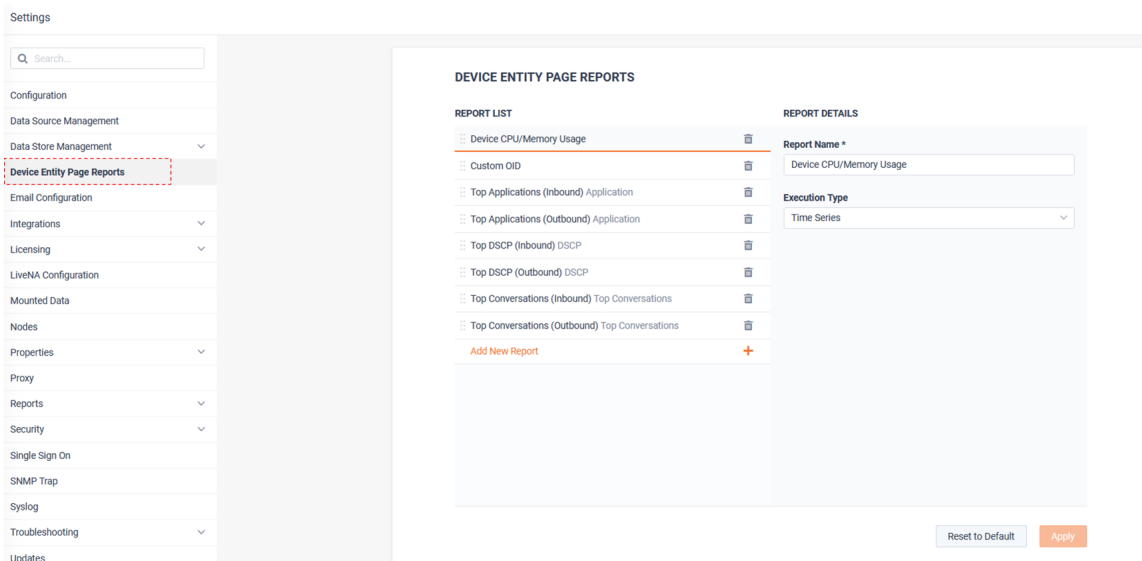 Settings
Search...
Configuration
Data Source Management
Data Store Management
Device Entity Page Reports
Email Configuration
Integrations
Licensing
LiveNA Configuration
Mounted Data
Nodes
Properties
Proxy
Reports
Security
Single Sign On
SNMP Trap
Syslog
Troubleshooting
Updates
DEVICE ENTITY PAGE REPORTS
REPORT LIST
Device CPU/Memory Usage
Custom OID
Top Applications (Inbound) Application
Top Applications (Outbound) Application
Top DSCP (Inbound) DSCP
Top DSCP (Outbound) DSCP
Top Conversations (Inbound) Top Conversations
Top Conversations (Outbound) Top Conversations
Add New Report
REPORT DETAILS
Report Name *
Device CPU/Memory Usage
Execution Type
Time Series
Reset to Default
Apply